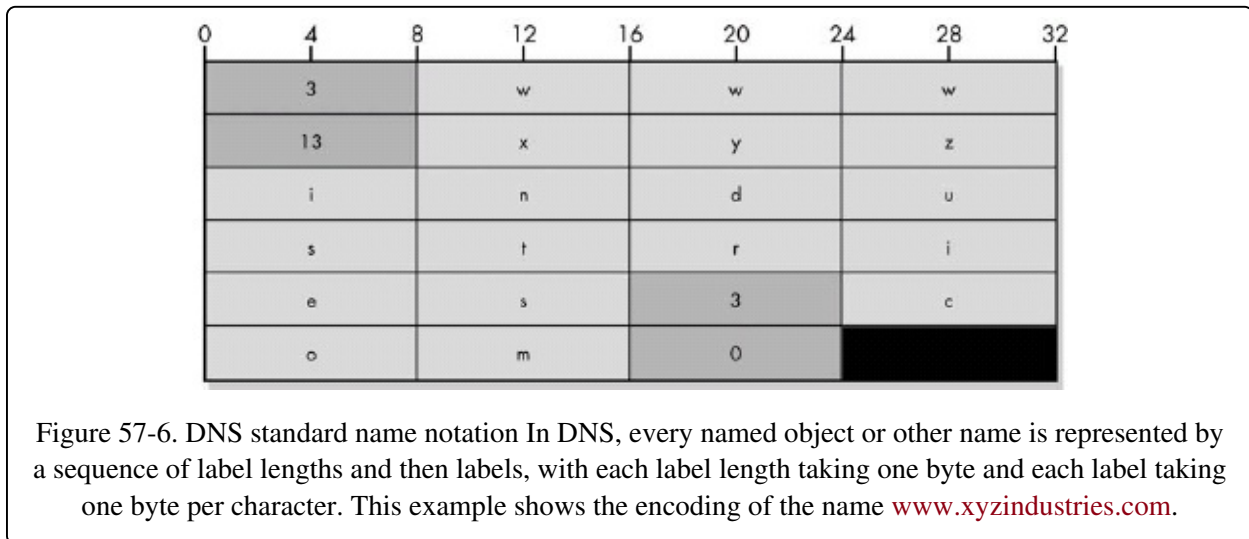 0 4 8 12 16 20 24 28 32
3 w w w
13 x y z
i n d u
s t r i
e s 3 c
o m 0
Figure 57-6. DNS standard name notation In DNS, every named object or other name is represented by
a sequence of label lengths and then labels, with each label length taking one byte and each label taking
one byte per character. This example shows the encoding of the name www.xyzindustries.com.